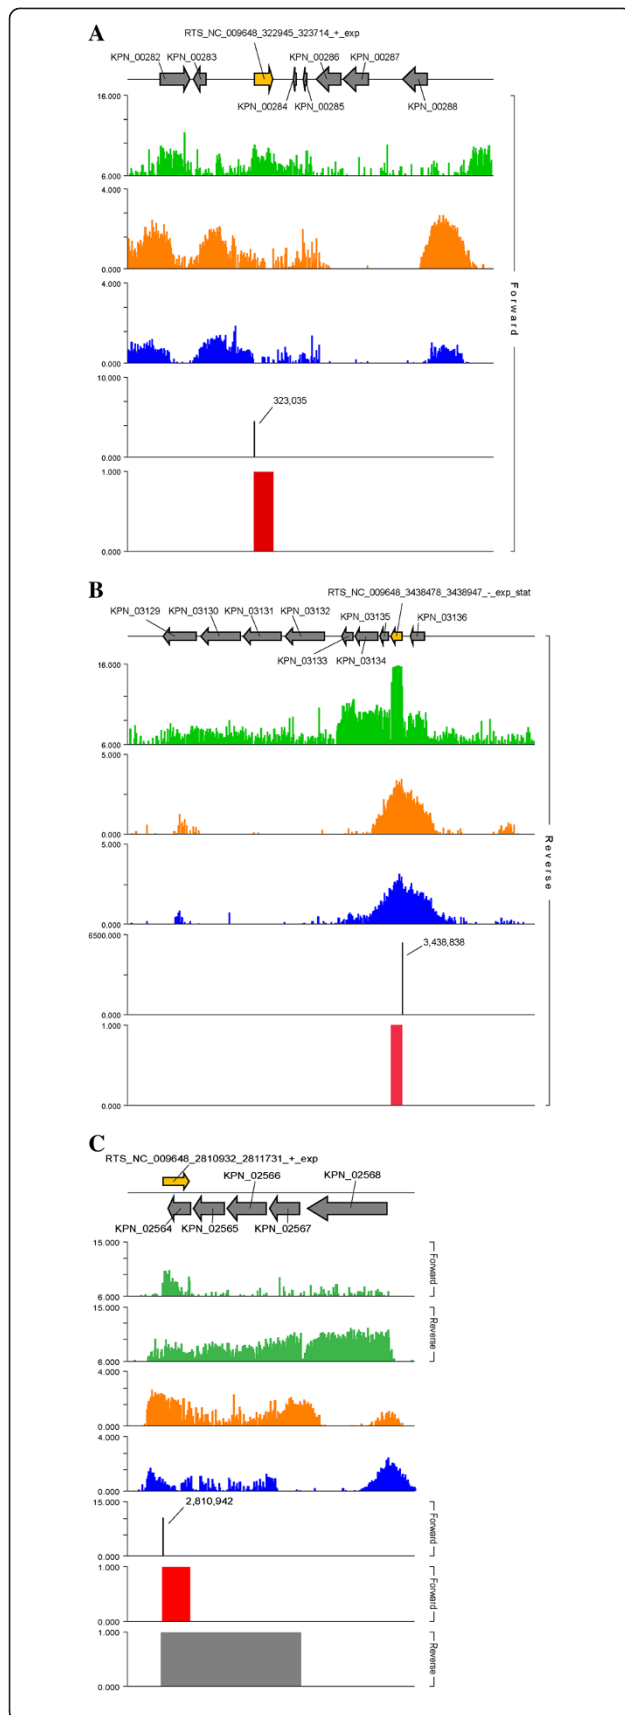 A
RTS_NC_009648_322945_323714_+_exp
KPN_00282
KPN_00283
KPN_00286
KPN_00287
KPN_00284
KPN_00285
KPN_00288
16.000
6.000
4.000
0.000
4.000
0.000
10.000
323,035
0.000
1.000
0.000
Forward
B
RTS_NC_009648_3438478_3438947_-_exp_stat
KPN_03129
KPN_03130
KPN_03131
KPN_03132
KPN_03135
KPN_03136
KPN_03133
KPN_03134
16.000
6.000
5.000
0.000
5.000
0.000
6500.000
3,438,838
0.000
1.000
0.000
Reverse
C
RTS_NC_009648_2810932_2811731_+_exp
KPN_02566
KPN_02568
KPN_02564
KPN_02565
KPN_02567
15.000
6.000
Forward
15.000
6.000
Reverse
4.000
0.000
4.000
0.000
15.000
2,810,942
0.000
Forward
1.000
0.000
Forward
1.000
0.000
Reverse